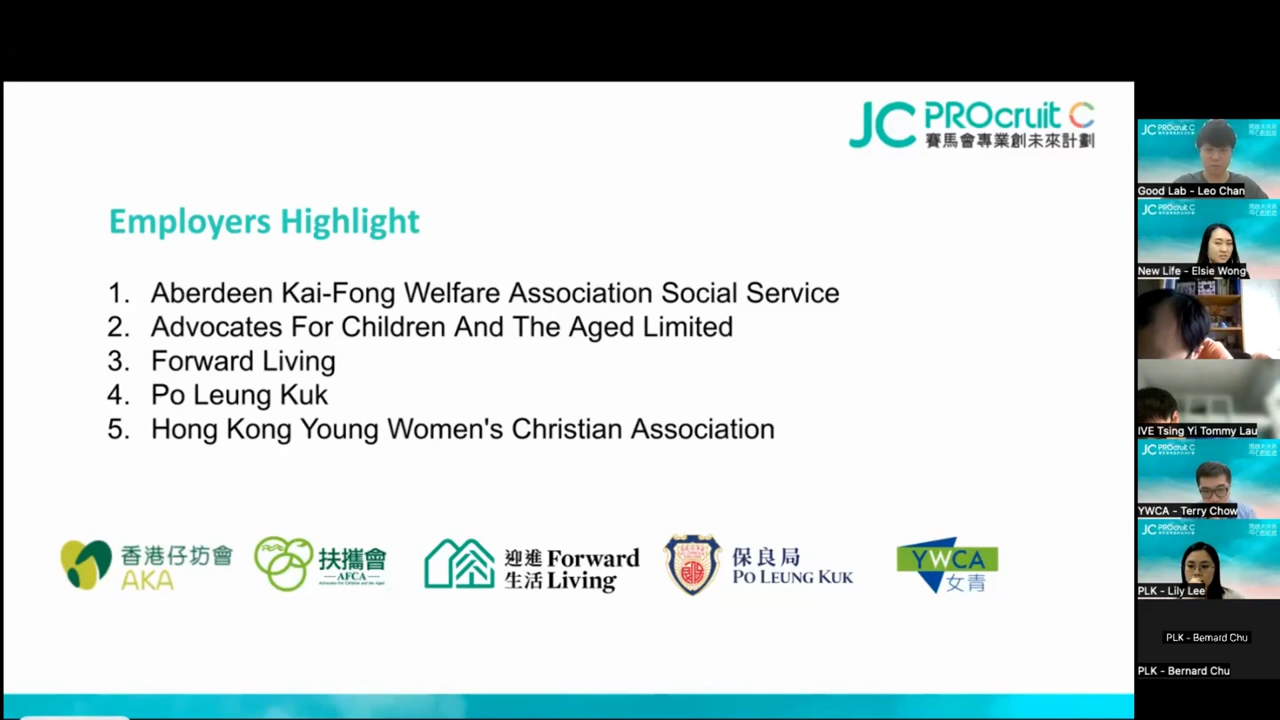 JC PROcruit C
賽馬會專業創未來計劃
Employers Highlight
1. Aberdeen Kai-Fong Welfare Association Social Service
2. Advocates For Children And The Aged Limited
3. Forward Living
4. Po Leung Kuk
5. Hong Kong Young Women's Christian Association
香港仔坊會
AKA
扶攜會
AFCA
Advocates For Children and the Aged
迎進生活 Forward Living
保良局
PO LEUNG KUK
YWCA
女青
JC PROcruit C
Good Lab - Leo Chan
JC PROcruit C
New Life - Elsie Wong
IVE Tsing Yi Tommy Lau
JC PROcruit C
YWCA - Terry Chow
JC PROcruit C
PLK - Lily Lee
PLK - Bernard Chu
PLK - Bernard Chu